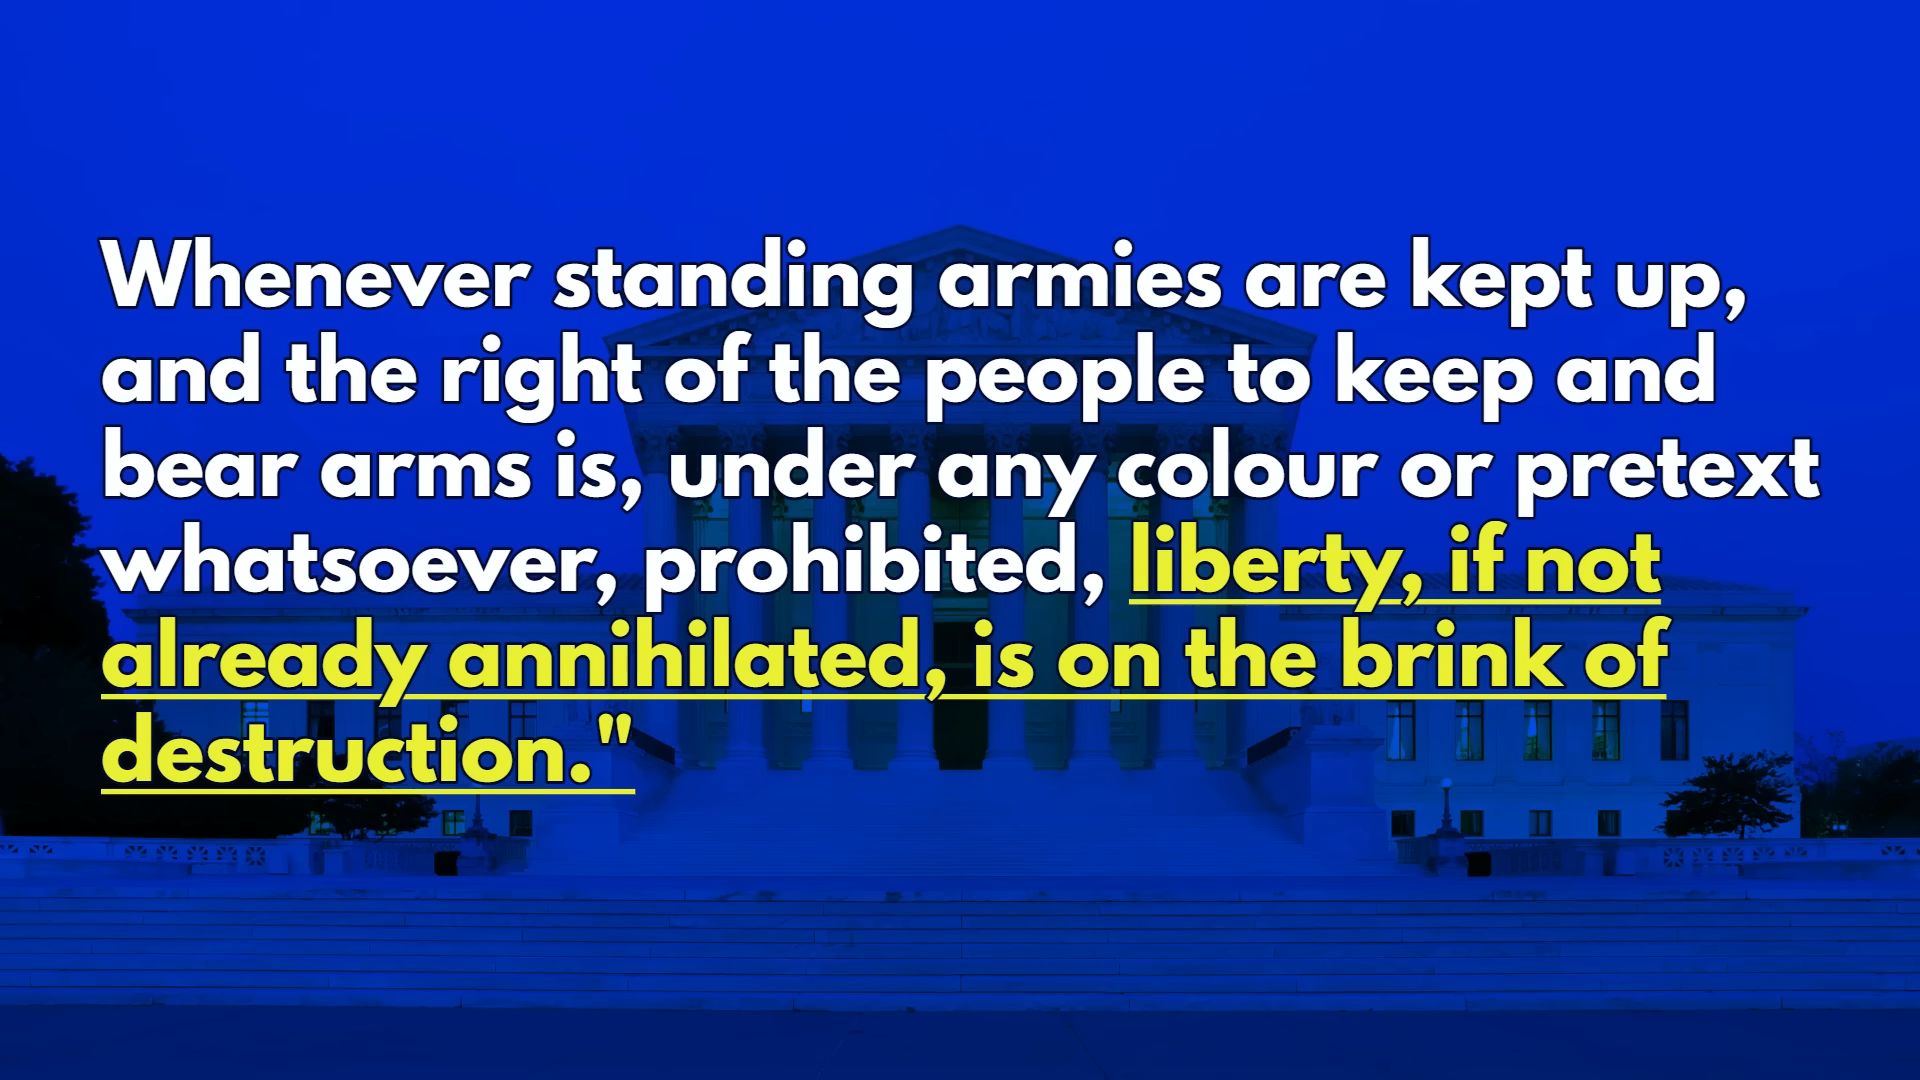 Whenever standing armies are kept up,
and the right of the people to keep and
bear arms is, under any colour or pretext
whatsoever, prohibited, liberty, if not
already annihilated, is on the brink of
destruction."